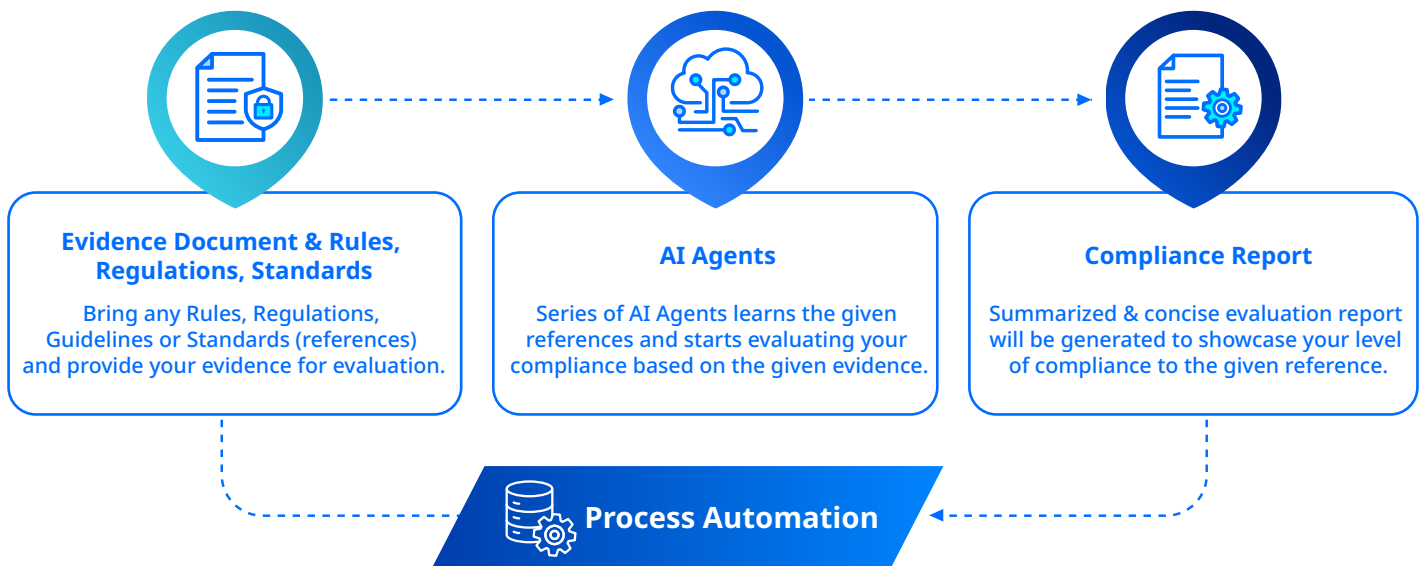 Evidence Document & Rules,
Regulations, Standards
Bring any Rules, Regulations,
Guidelines or Standards (references)
and provide your evidence for evaluation.
AI Agents
Series of AI Agents learns the given
references and starts evaluating your
compliance based on the given evidence.
Compliance Report
Summarized & concise evaluation report
will be generated to showcase your level
of compliance to the given reference.
Process Automation